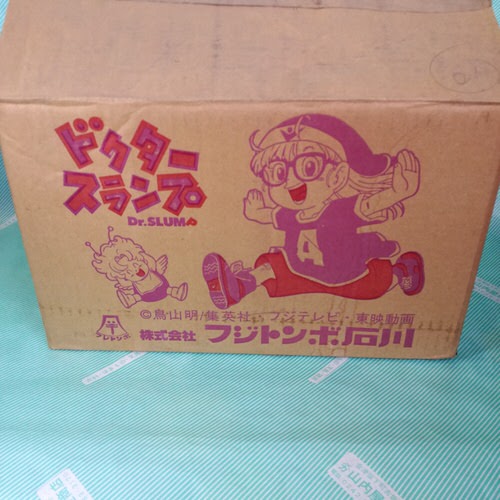 ドクター
スランプ
Dr.SLUMP
A
©鳥山明/集英社・フジテレビ・東映動画
株式会社 フジトンボ石川